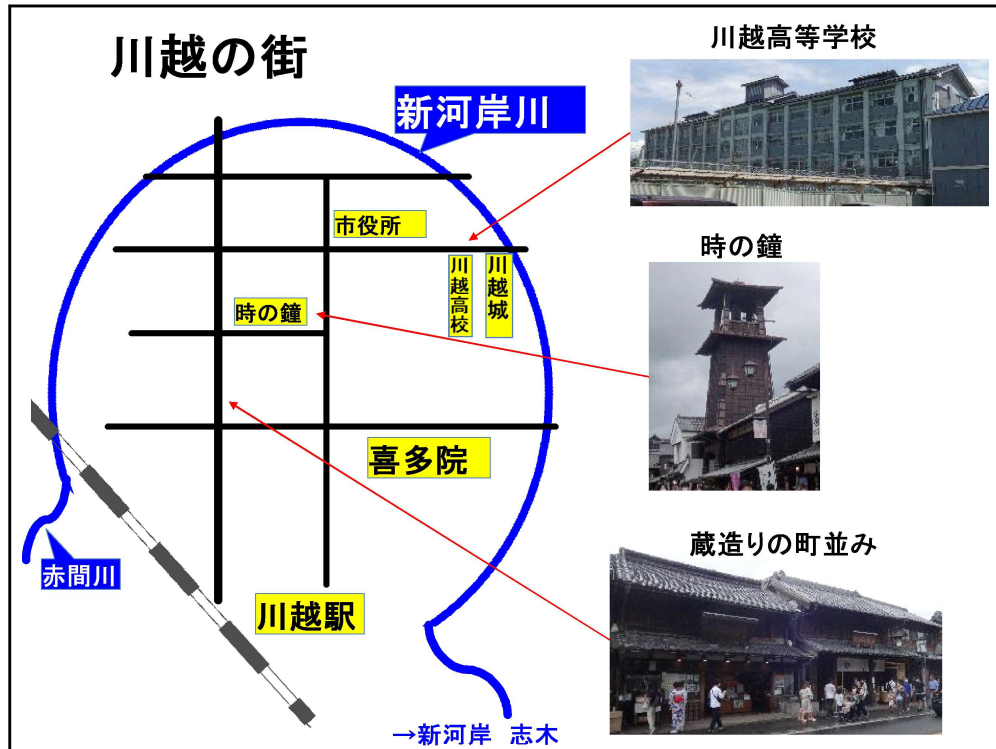 川越の街
新河岸川
市役所
川越高校
川越城
時の鐘
喜多院
赤間川
川越駅
→新河岸 志木
川越高等学校
時の鐘
蔵造りの町並み